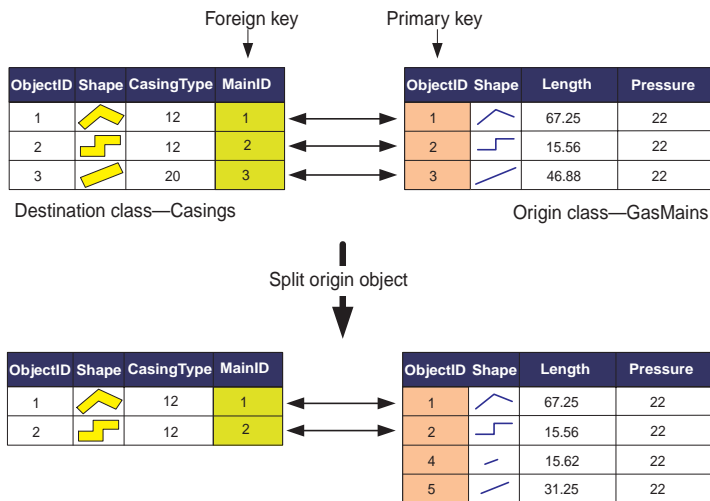 Foreign key Primary key
ObjectID Shape CasingType MainID
1 12 1
2 12 2
3 20 3
ObjectID Shape Length Pressure
1 67.25 22
2 15.56 22
3 46.88 22
Destination class—Casings
Origin class—GasMains
Split origin object
ObjectID Shape CasingType MainID
1 12 1
2 12 2
ObjectID Shape Length Pressure
1 67.25 22
2 15.56 22
4 15.62 22
5 31.25 22